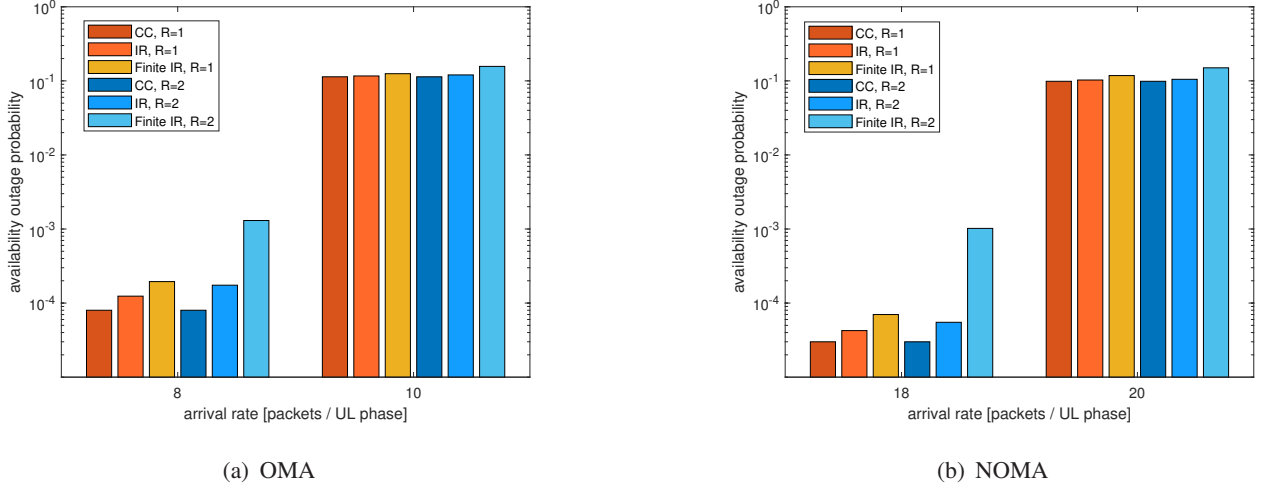 10^0
10^-1
10^-2
10^-3
10^-4
availability outage probability
CC, R=1
IR, R=1
Finite IR, R=1
CC, R=2
IR, R=2
Finite IR, R=2
8
10
arrival rate [packets / UL phase]
(a) OMA
10^0
10^-1
10^-2
10^-3
10^-4
availability outage probability
CC, R=1
IR, R=1
Finite IR, R=1
CC, R=2
IR, R=2
Finite IR, R=2
18
20
arrival rate [packets / UL phase]
(b) NOMA